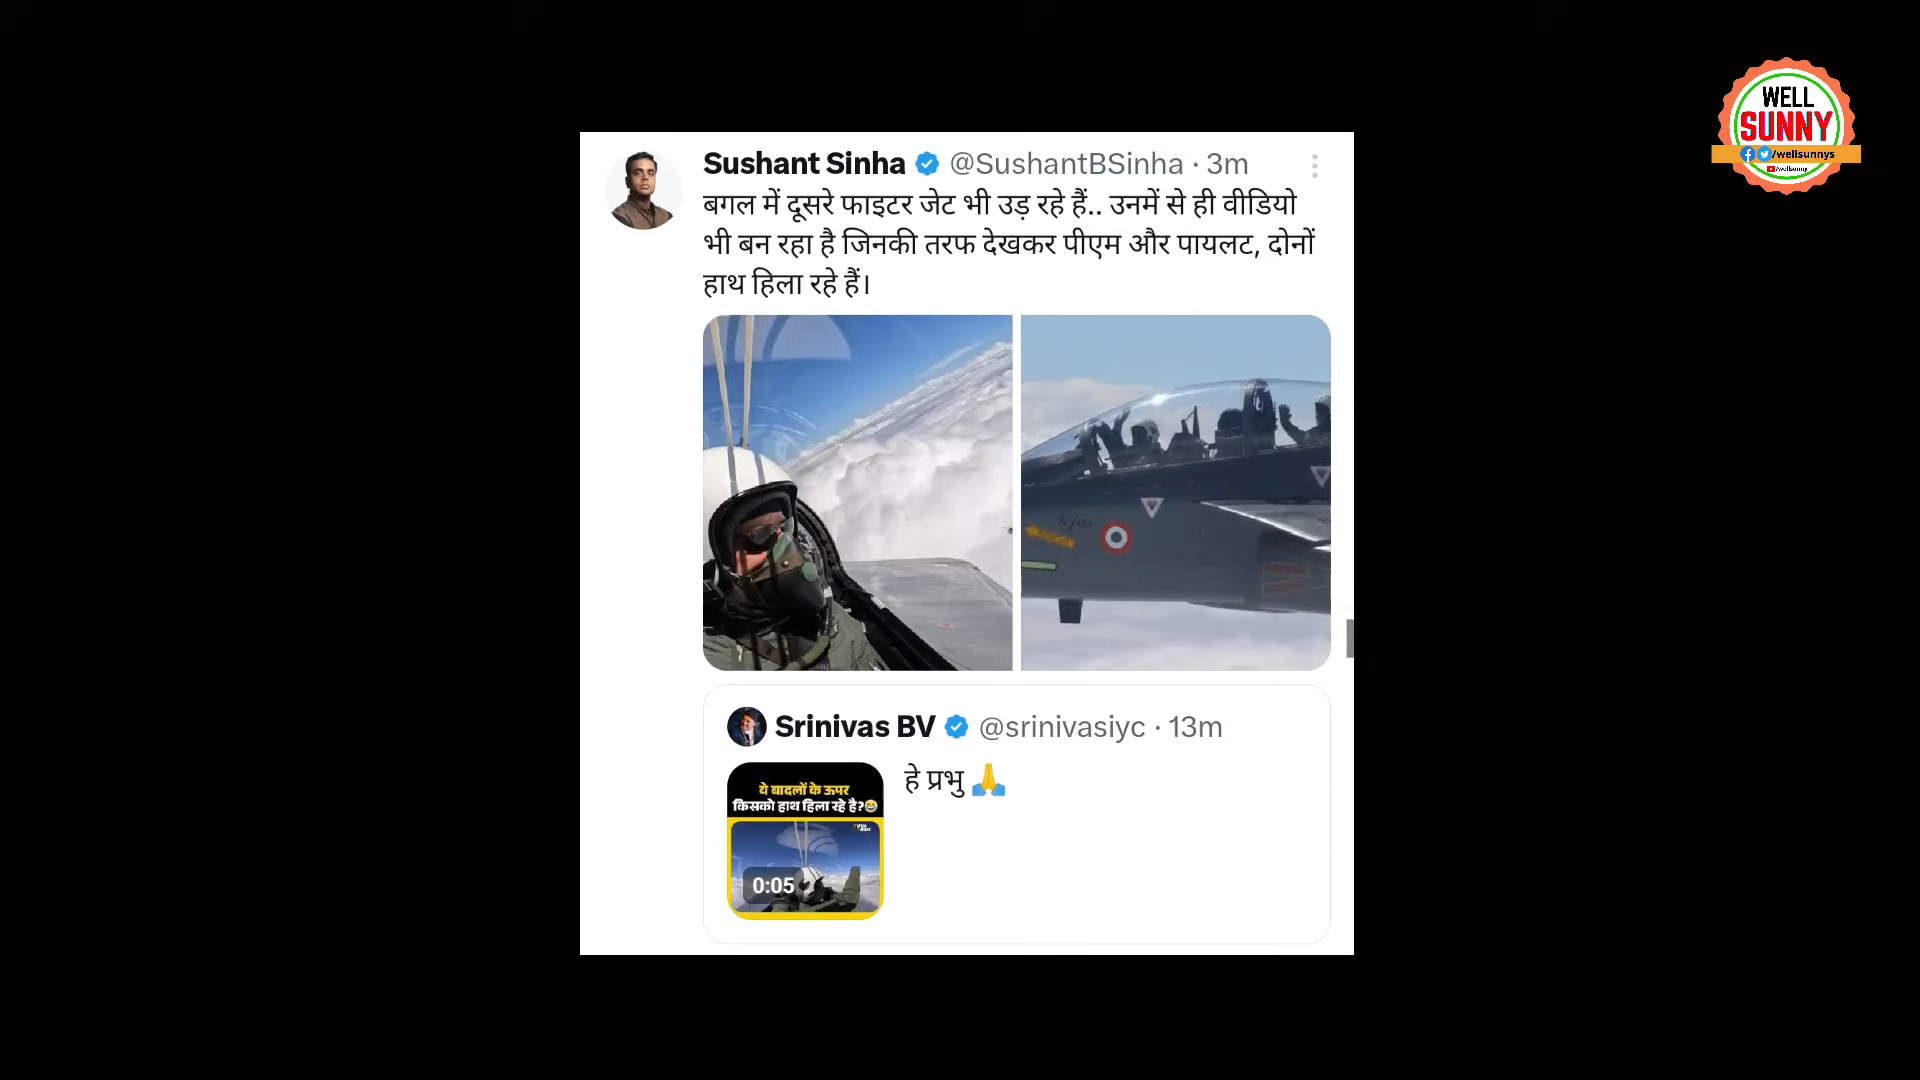 WELL
SUNNY
/wellsunnys
/wellsunny
Sushant Sinha @SushantBSinha · 3m
बगल में दूसरे फाइटर जेट भी उड़ रहे हैं.. उनमें से ही वीडियो
भी बन रहा है जिनकी तरफ देखकर पीएम और पायलट, दोनों
हाथ हिला रहे हैं।
Tejas
Srinivas BV @srinivasiyc · 13m
ये बादलों के ऊपर
किसको हाथ हिला रहे है?😂
0:05
हे प्रभु 🙏